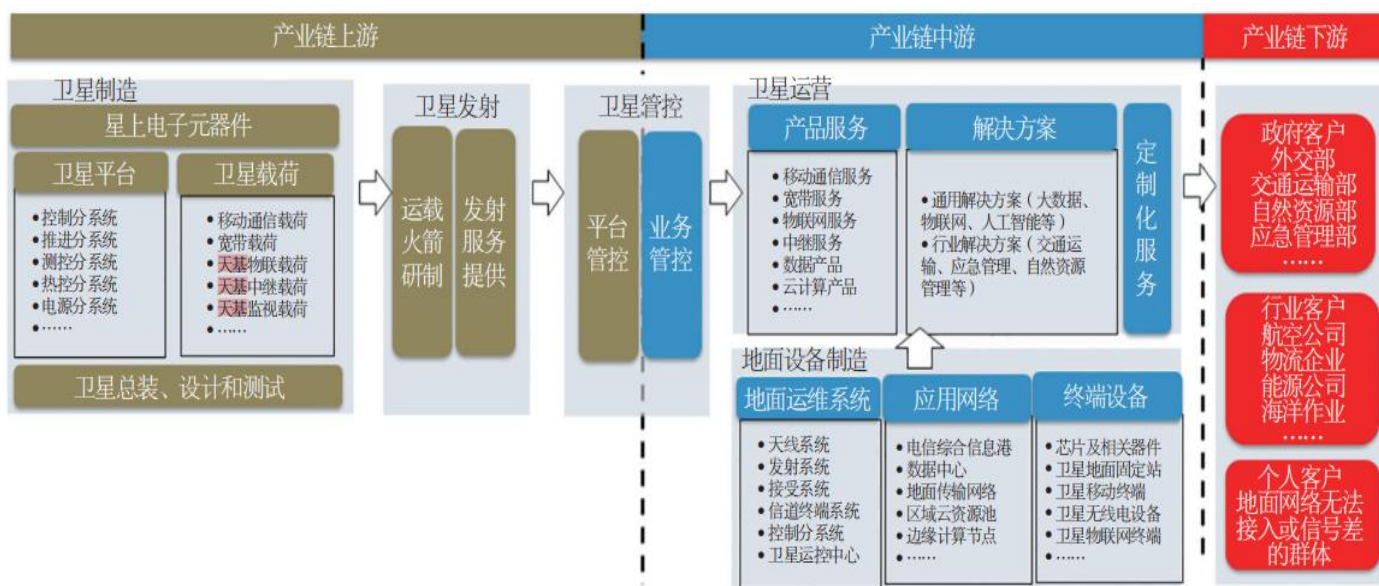 产业链上游
产业链中游
产业链下游
卫星制造
星上电子元器件
卫星平台
•控制分系统
•推进分系统
•测控分系统
•热控分系统
•电源分系统
•……
卫星载荷
•移动通信载荷
•宽带载荷
•天基物联载荷
•天基中继载荷
•天基监视载荷
•……
卫星总装、设计和测试
卫星发射
运载
火箭
研制
发射
服务
提供
卫星管控
平台
管控
业务
管控
卫星运营
产品服务
•移动通信服务
•宽带服务
•物联网服务
•中继服务
•数据产品
•云计算产品
•……
解决方案
•通用解决方案（大数据、
物联网、人工智能等）
•行业解决方案（交通运
输、应急管理、自然资源
管理等）
定
制
化
服
务
地面设备制造
地面运维系统
•天线系统
•发射系统
•接受系统
•信道终端系统
•控制分系统
•卫星运控中心
应用网络
•电信综合信息港
•数据中心
•地面传输网络
•区域云资源池
•边缘计算节点
•……
终端设备
•芯片及相关器件
•卫星地面固定站
•卫星移动终端
•卫星无线电设备
•卫星物联网终端
•……
政府客户
外交部
交通运输部
自然资源部
应急管理部
……
行业客户
航空公司
物流企业
能源公司
海洋作业
……
个人客户
地面网络无法
接入或信号差
的群体